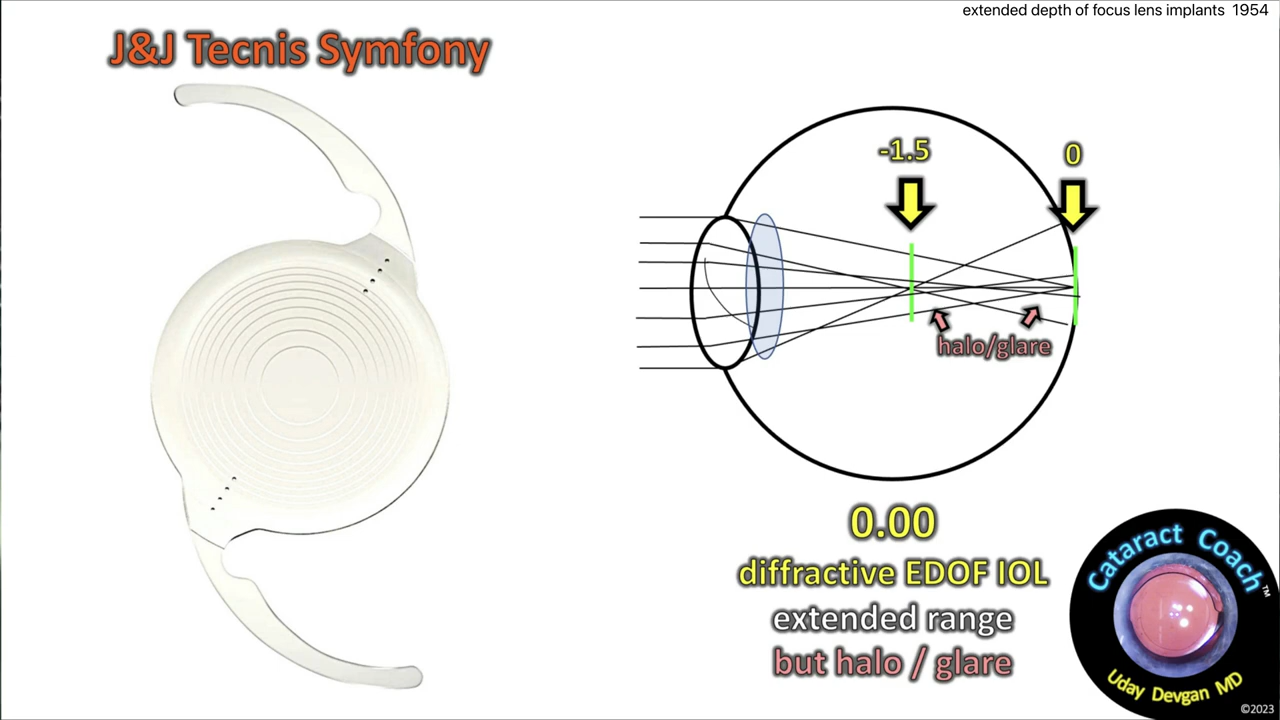 extended depth of focus lens implants 1954
J&J Tecnis Symfony
-1.5
0
halo/glare
0.00
diffractive EDOF IOL
extended range
but halo / glare
Cataract Coach™
Uday Devgan MD
©2023